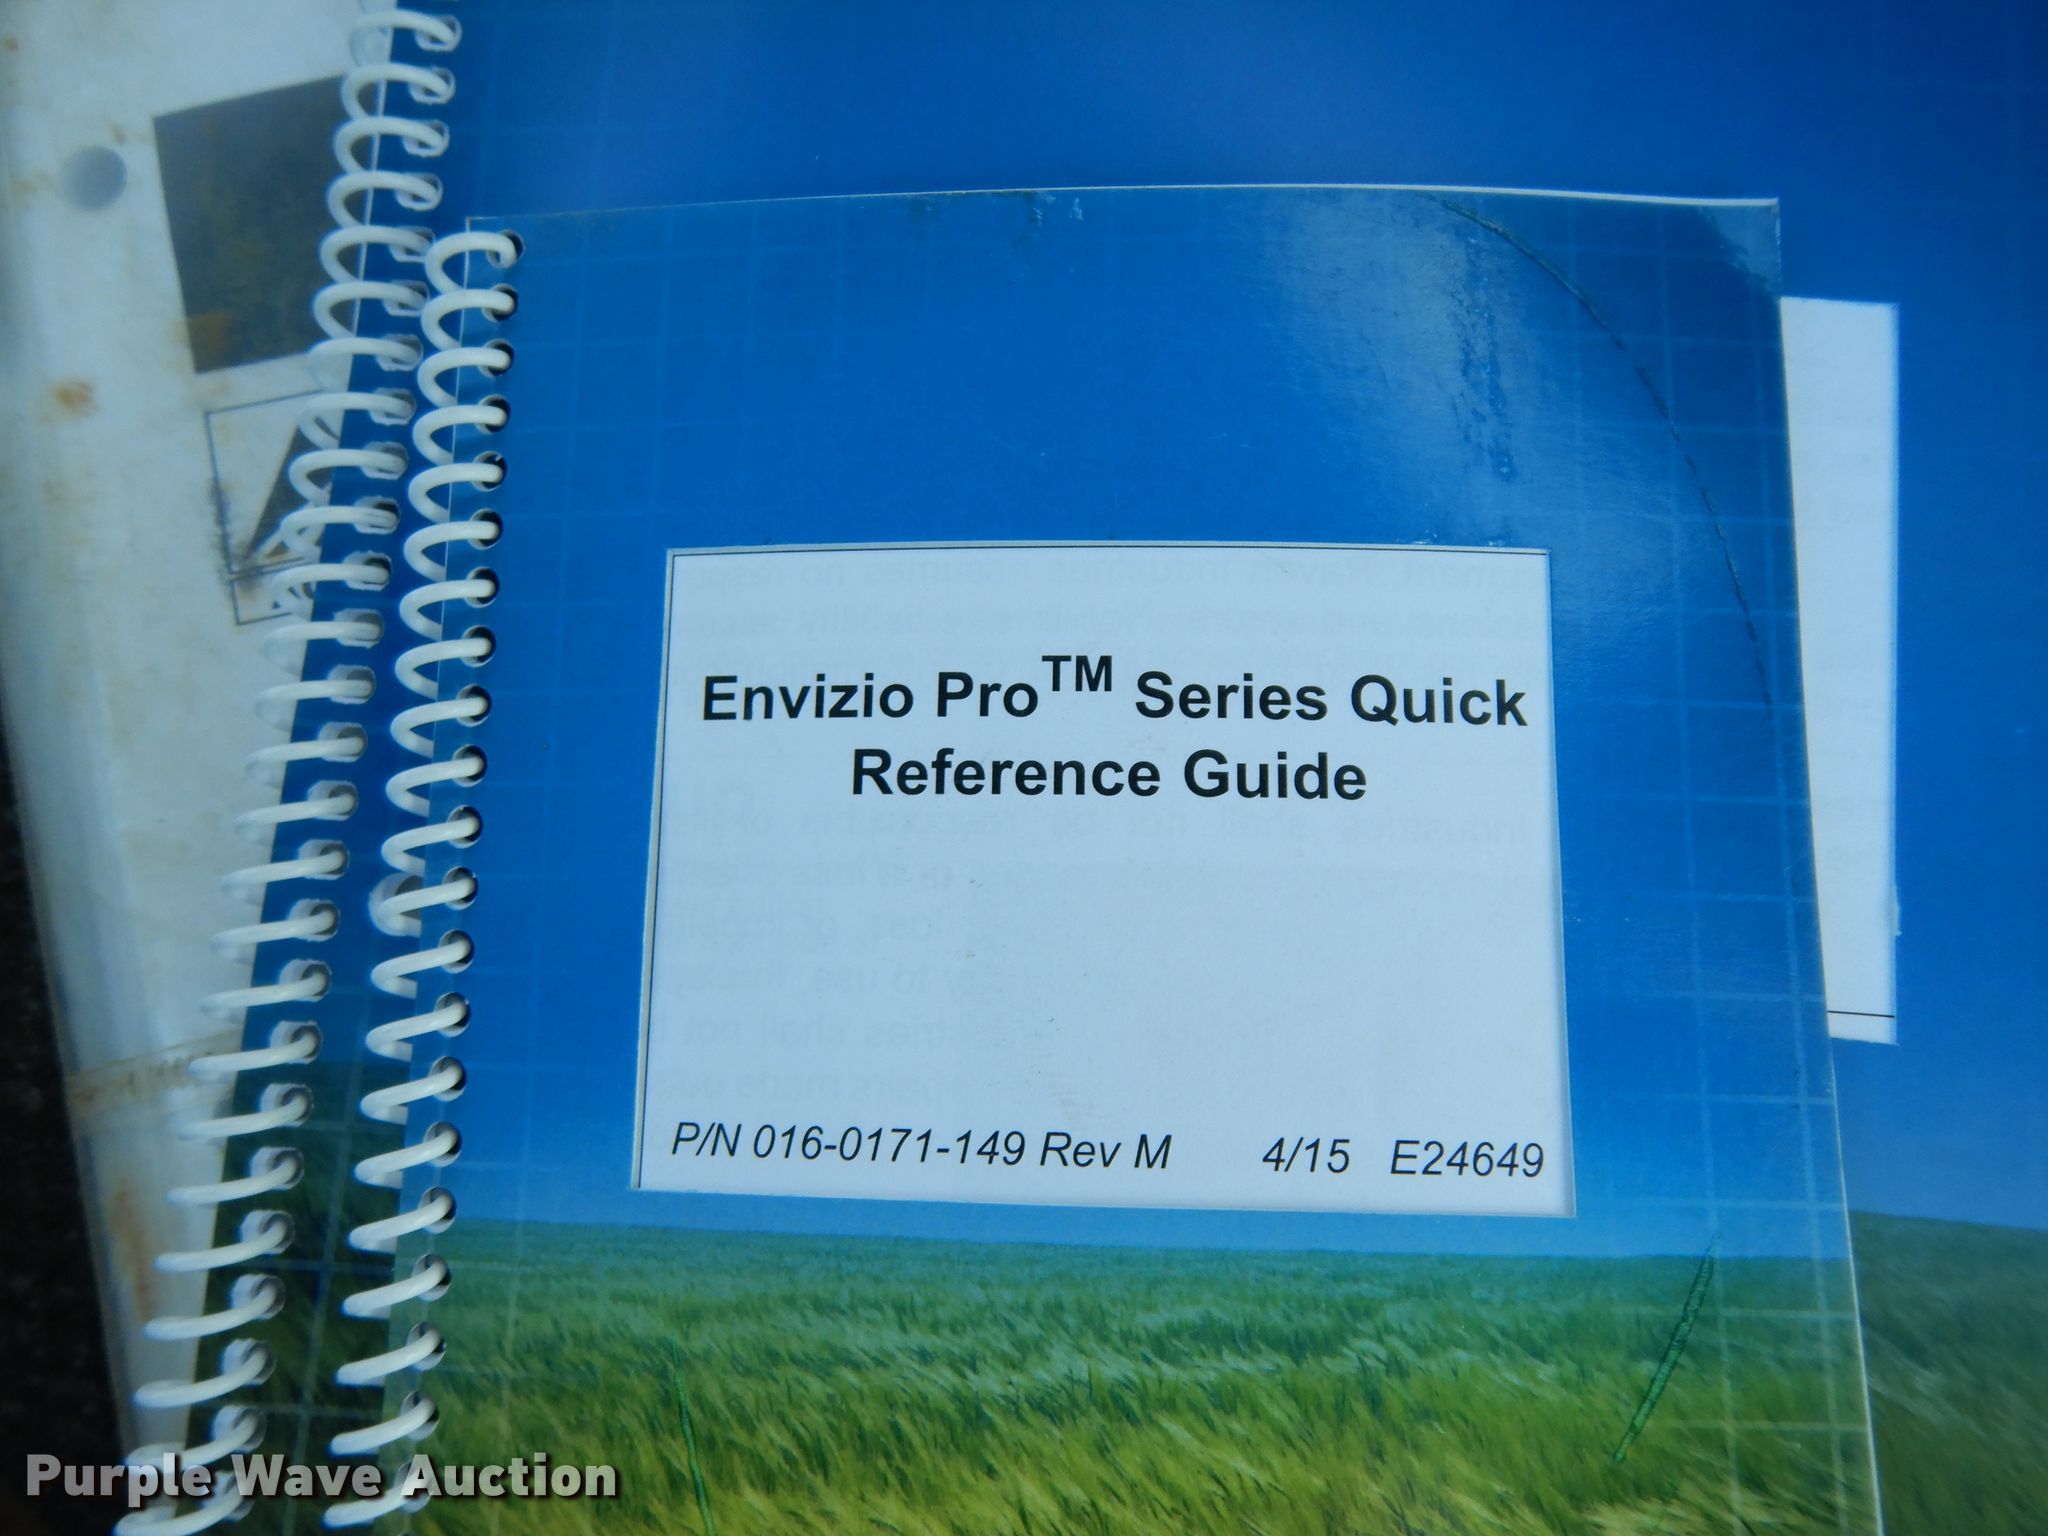 Envizio Pro™ Series Quick
Reference Guide
P/N 016-0171-149 Rev M 4/15 E24649
Purple Wave Auction